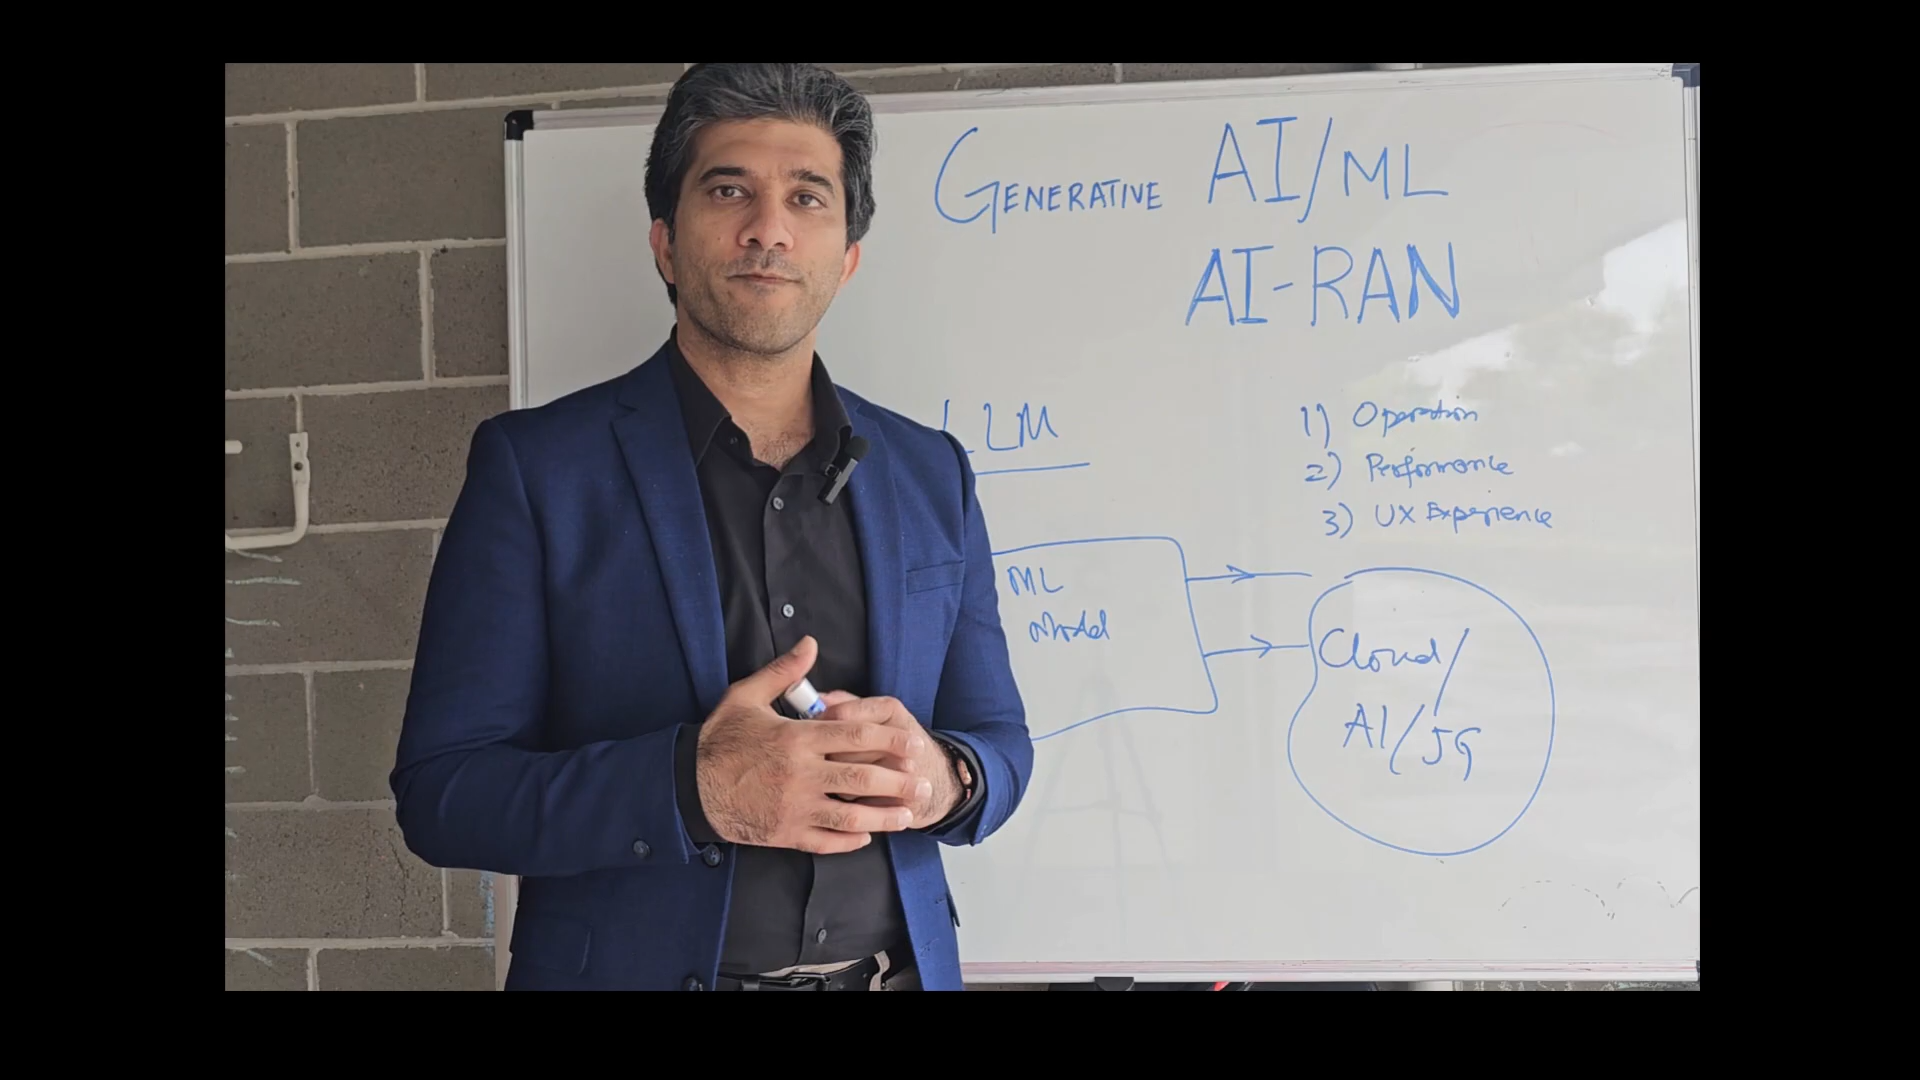 GENERATIVE AI/ML
AI-RAN
LLM
1) Operation
2) Performance
3) UX Experience
ML
Model
Cloud/
AI/5G